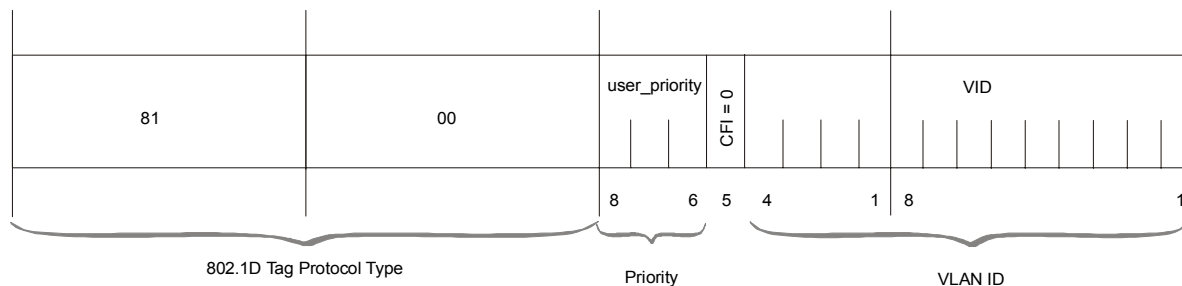 user_priority
CFI = 0
VID
81
00
8 6 5 4 1 8 1
802.1D Tag Protocol Type
Priority
VLAN ID